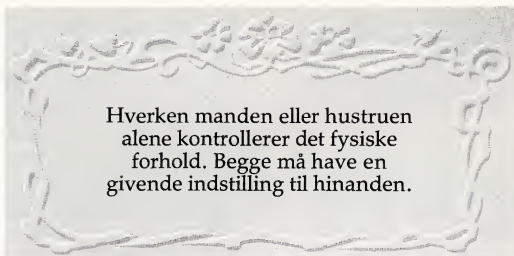 Hverken manden eller hustruen
alene kontrollerer det fysiske
forhold. Begge må have en
givende indstilling til hinanden.